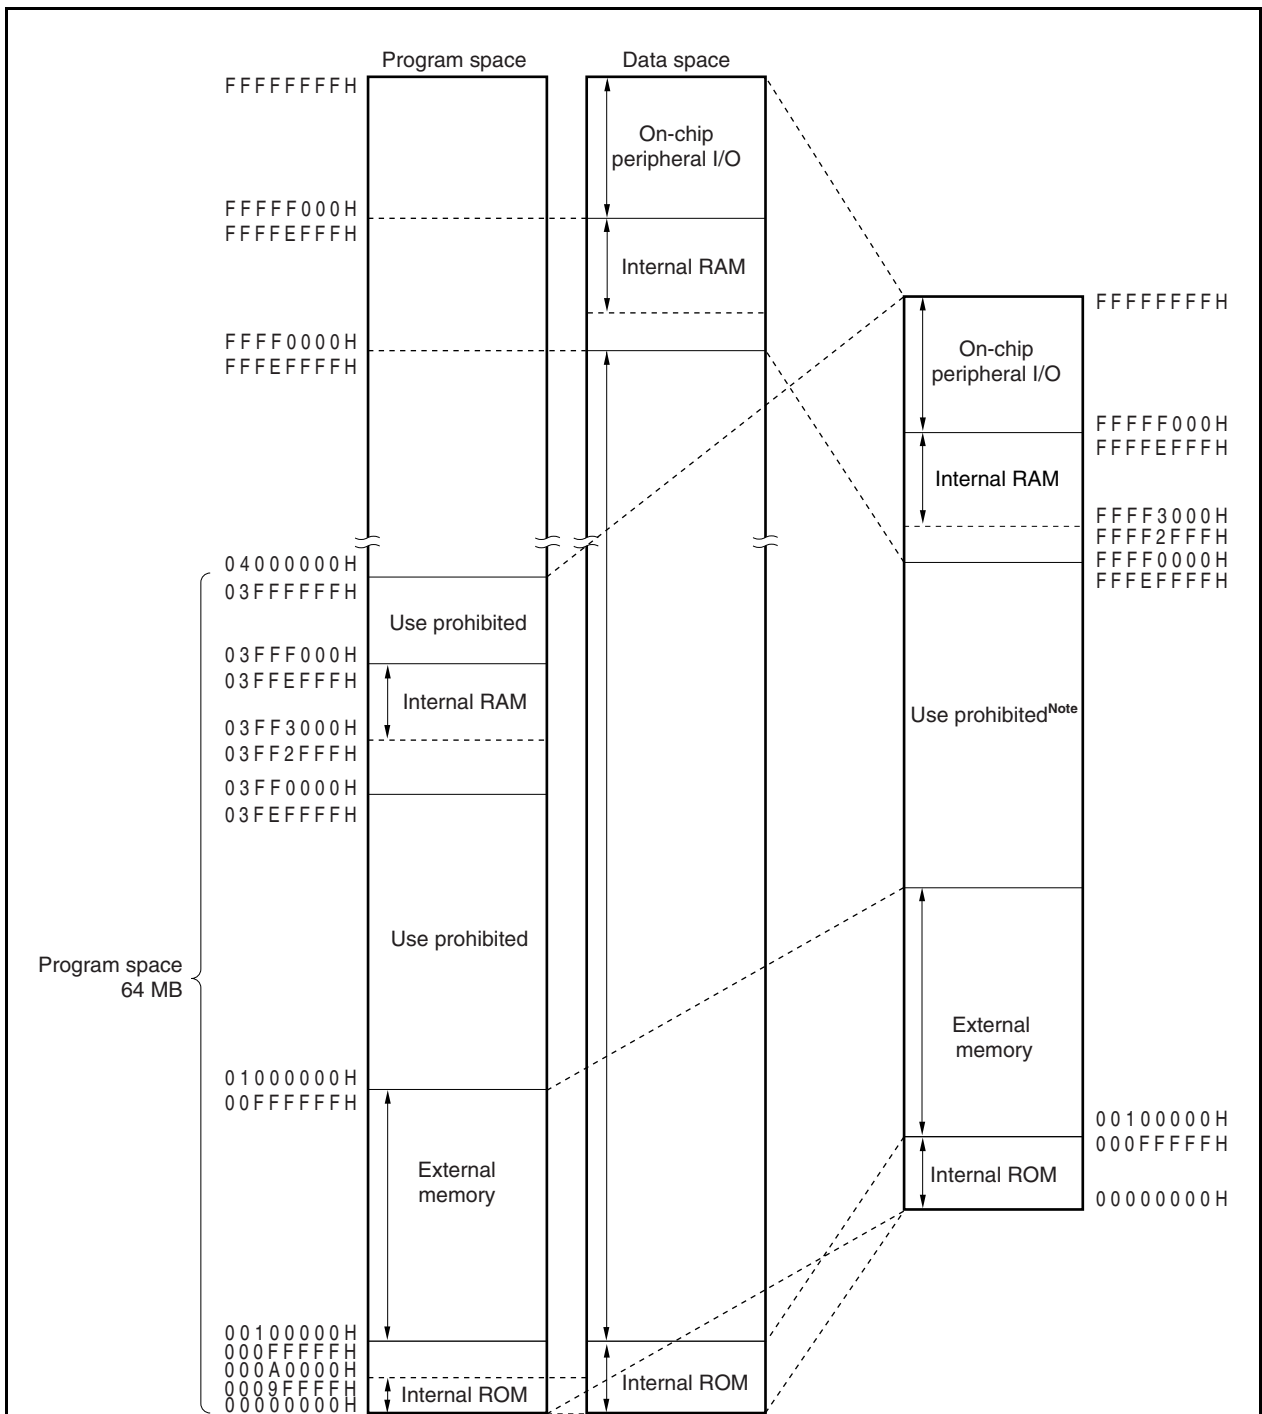 Program space
Data space
FFFFFFFFH
On-chip
peripheral I/O
FFFFF000H
FFFFEFFFH
Internal RAM
FFFF0000H
FFFEFFFFH
04000000H
03FFFFFFH
Use prohibited
03FFF000H
03FFEFFFH
Internal RAM
03FF3000H
03FF2FFFH
03FF0000H
03FEFFFFH
Use prohibited
Program space
64 MB
01000000H
00FFFFFFH
External
memory
00100000H
000FFFFFH
000A0000H
0009FFFFH
00000000H
Internal ROM
Internal ROM
FFFFFFFFH
On-chip
peripheral I/O
FFFFF000H
FFFFEFFFH
Internal RAM
FFFF3000H
FFFF2FFFH
FFFF0000H
FFFEFFFFH
Use prohibitedNote
External
memory
00100000H
000FFFFFH
Internal ROM
00000000H